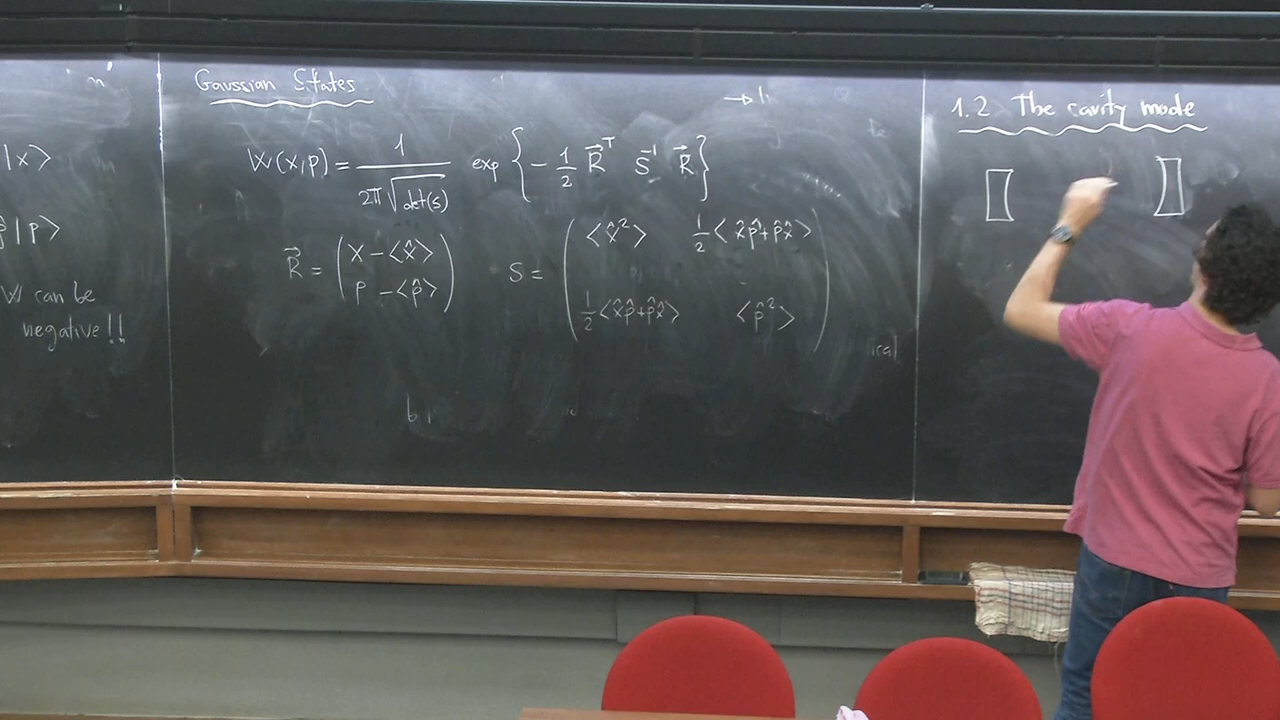 |x>
|p>
W can be
negative!!
Gaussian States
W(x,p) = 1 / 2π√det(s) exp { - 1/2 R⃗ᵀ S⁻¹ R⃗ }
R⃗ = ( x - <x̂>
p - <p̂> )
S = ( <x̂²> 1/2 <x̂p̂+p̂x̂>
1/2 <x̂p̂+p̂x̂> <p̂²> )
1.2 The cavity mode